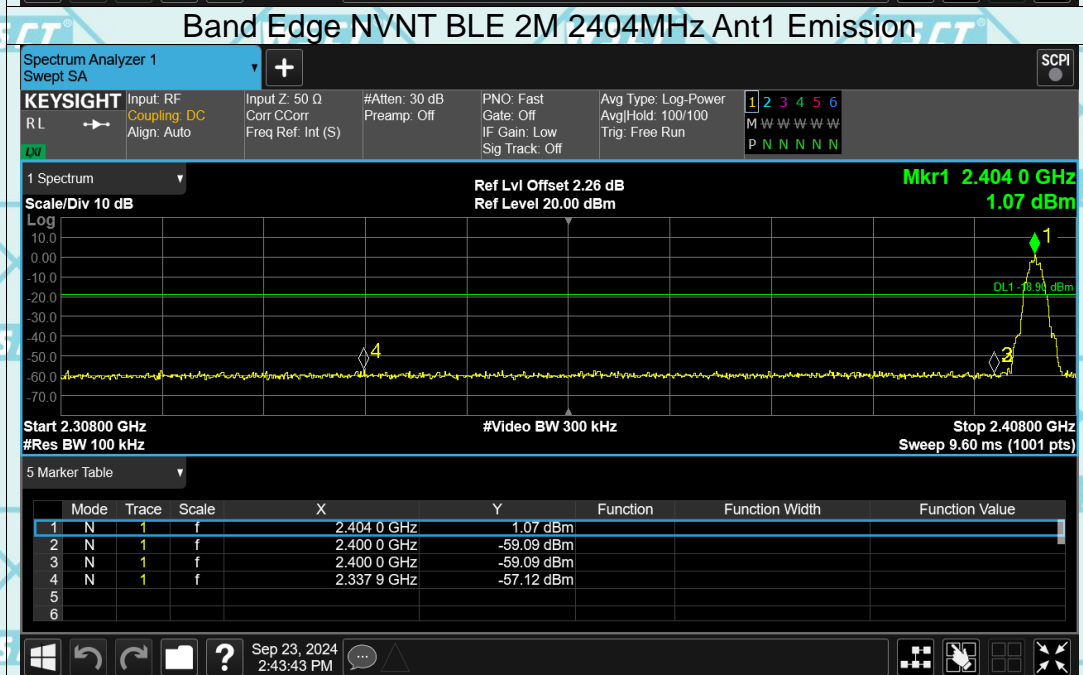 Band Edge NVNT BLE 2M 2404MHz Ant1 Emission
Spectrum Analyzer 1
Swept SA
+
SCPI
KEYSIGHT
R L
LXI
Input: RF
Coupling: DC
Align: Auto
Input Z: 50 Ω
Corr CCorr
Freq Ref: Int (S)
#Atten: 30 dB
Preamp: Off
PNO: Fast
Gate: Off
IF Gain: Low
Sig Track: Off
Avg Type: Log-Power
Avg|Hold: 100/100
Trig: Free Run
1 2 3 4 5 6
M W W W W W
P N N N N N
1 Spectrum
Scale/Div 10 dB
Ref Lvl Offset 2.26 dB
Ref Level 20.00 dBm
Mkr1 2.404 0 GHz
1.07 dBm
Log
10.0
0.00
-10.0
-20.0
-30.0
-40.0
-50.0
-60.0
-70.0
1
DL1 -18.90 dBm
4
3
Start 2.30800 GHz
#Res BW 100 kHz
#Video BW 300 kHz
Stop 2.40800 GHz
Sweep 9.60 ms (1001 pts)
5 Marker Table
Mode Trace Scale X Y Function Function Width Function Value
1 N 1 f 2.404 0 GHz 1.07 dBm
2 N 1 f 2.400 0 GHz -59.09 dBm
3 N 1 f 2.400 0 GHz -59.09 dBm
4 N 1 f 2.337 9 GHz -57.12 dBm
5
6
?
Sep 23, 2024
2:43:43 PM